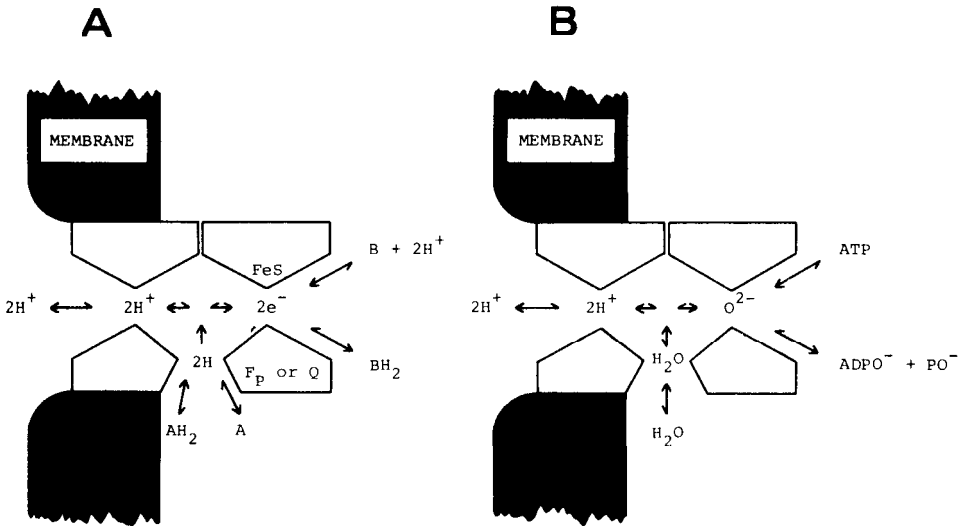 A
B
MEMBRANE
MEMBRANE
FeS
B + 2H⁺
2H⁺
2H⁺
2e⁻
2H
Fₚ or Q
BH₂
AH₂
A
ATP
2H⁺
2H⁺
O²⁻
H₂O
ADPO⁻ + PO⁻
H₂O